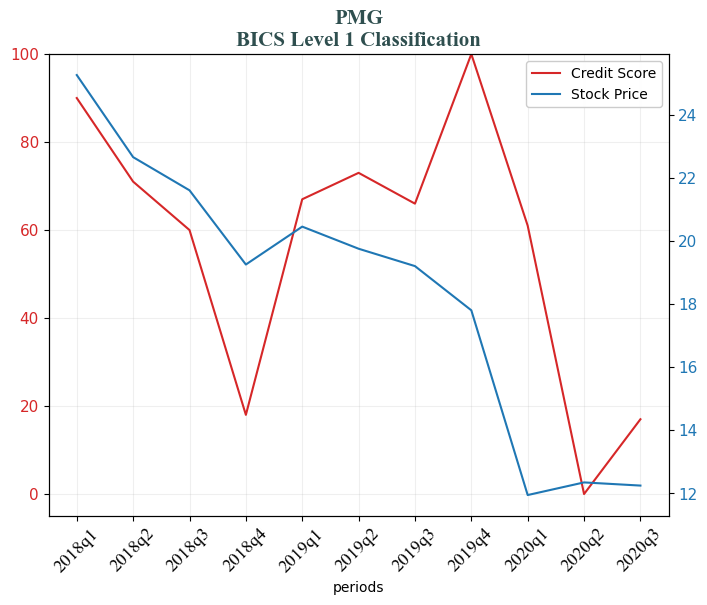 PMG
BICS Level 1 Classification
Credit Score
Stock Price
100
80
60
40
20
0
24
22
20
18
16
14
12
2018q1
2018q2
2018q3
2018q4
2019q1
2019q2
2019q3
2019q4
2020q1
2020q2
2020q3
periods